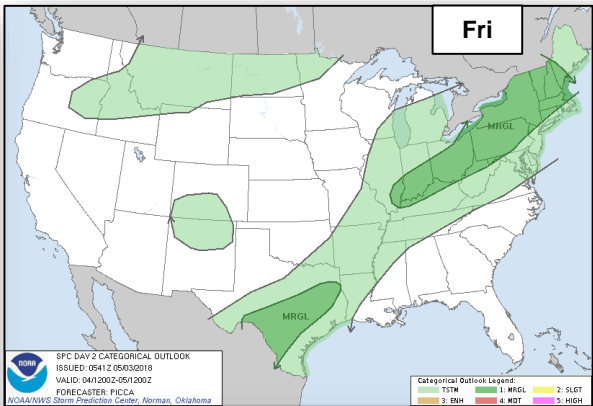 Fri
MRGL
MRGL
NOAA
SPC DAY 2 CATEGORICAL OUTLOOK
ISSUED: 0541Z 05/03/2018
VALID: 04/1200Z-05/1200Z
FORECASTER: PICCA
NOAA/NWS Storm Prediction Center, Norman, Oklahoma
Categorical Outlook Legend:
TSTM 1: MRGL 2: SLGT
3: ENH 4: MDT 5: HIGH